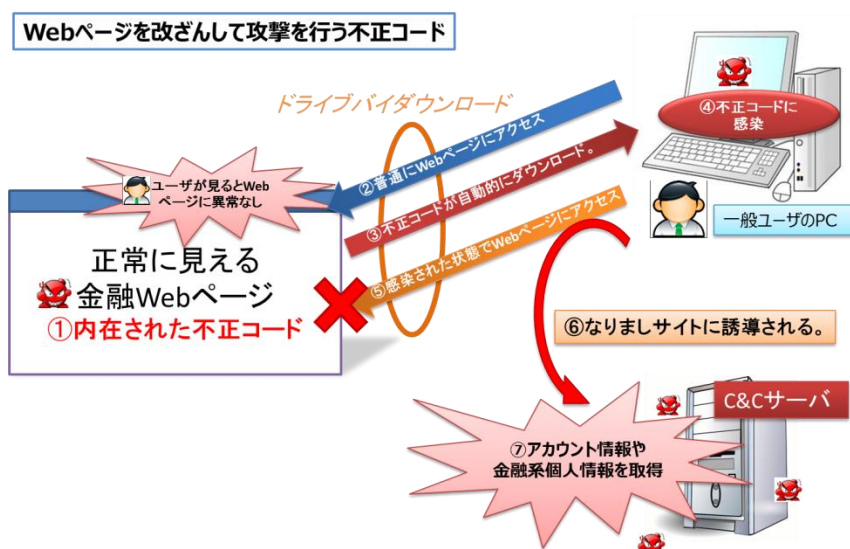 Webページを改ざんして攻撃を行う不正コード
ドライブバイダウンロード
④不正コードに
感染
②普通にWebページにアクセス
③不正コードが自動的にダウンロード。
⑤感染された状態でWebページにアクセス
ユーザが見るとWeb
ページに異常なし
一般ユーザのPC
正常に見える
金融Webページ
①内在された不正コード
⑥なりましサイトに誘導される。
C&Cサーバ
⑦アカウント情報や
金融系個人情報を取得